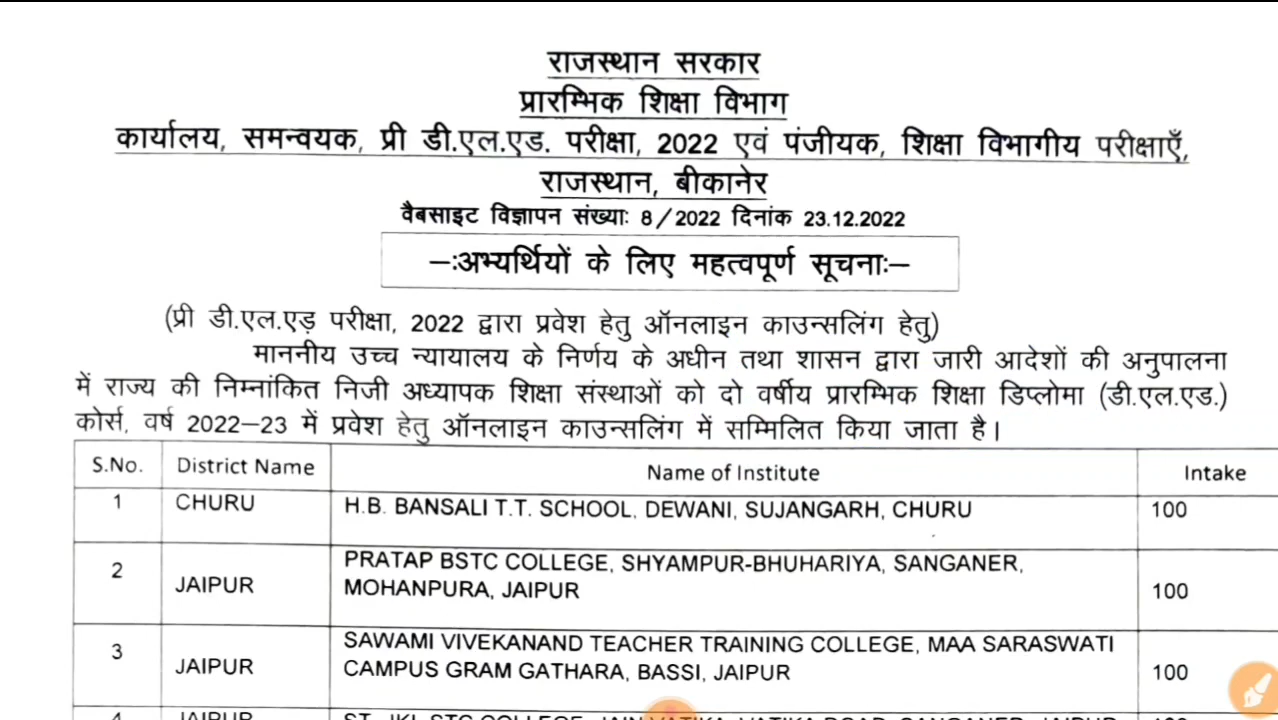 राजस्थान सरकार
प्रारम्भिक शिक्षा विभाग
कार्यालय, समन्वयक, प्री डी.एल.एड. परीक्षा, 2022 एवं पंजीयक, शिक्षा विभागीय परीक्षाएँ,
राजस्थान, बीकानेर
वैबसाइट विज्ञापन संख्याः 8/2022 दिनांक 23.12.2022
–:अभ्यर्थियों के लिए महत्वपूर्ण सूचनाः–
(प्री डी.एल.एड़ परीक्षा, 2022 द्वारा प्रवेश हेतु ऑनलाइन काउन्सलिंग हेतु)
माननीय उच्च न्यायालय के निर्णय के अधीन तथा शासन द्वारा जारी आदेशों की अनुपालना
में राज्य की निम्नांकित निजी अध्यापक शिक्षा संस्थाओं को दो वर्षीय प्रारम्भिक शिक्षा डिप्लोमा (डी.एल.एड.)
कोर्स, वर्ष 2022–23 में प्रवेश हेतु ऑनलाइन काउन्सलिंग में सम्मिलित किया जाता है।
S.No. District Name Name of Institute Intake
1 CHURU H.B. BANSALI T.T. SCHOOL, DEWANI, SUJANGARH, CHURU 100
2 JAIPUR PRATAP BSTC COLLEGE, SHYAMPUR-BHUHARIYA, SANGANER,
MOHANPURA, JAIPUR 100
3 JAIPUR SAWAMI VIVEKANAND TEACHER TRAINING COLLEGE, MAA SARASWATI
CAMPUS GRAM GATHARA, BASSI, JAIPUR 100
4 JAIPUR